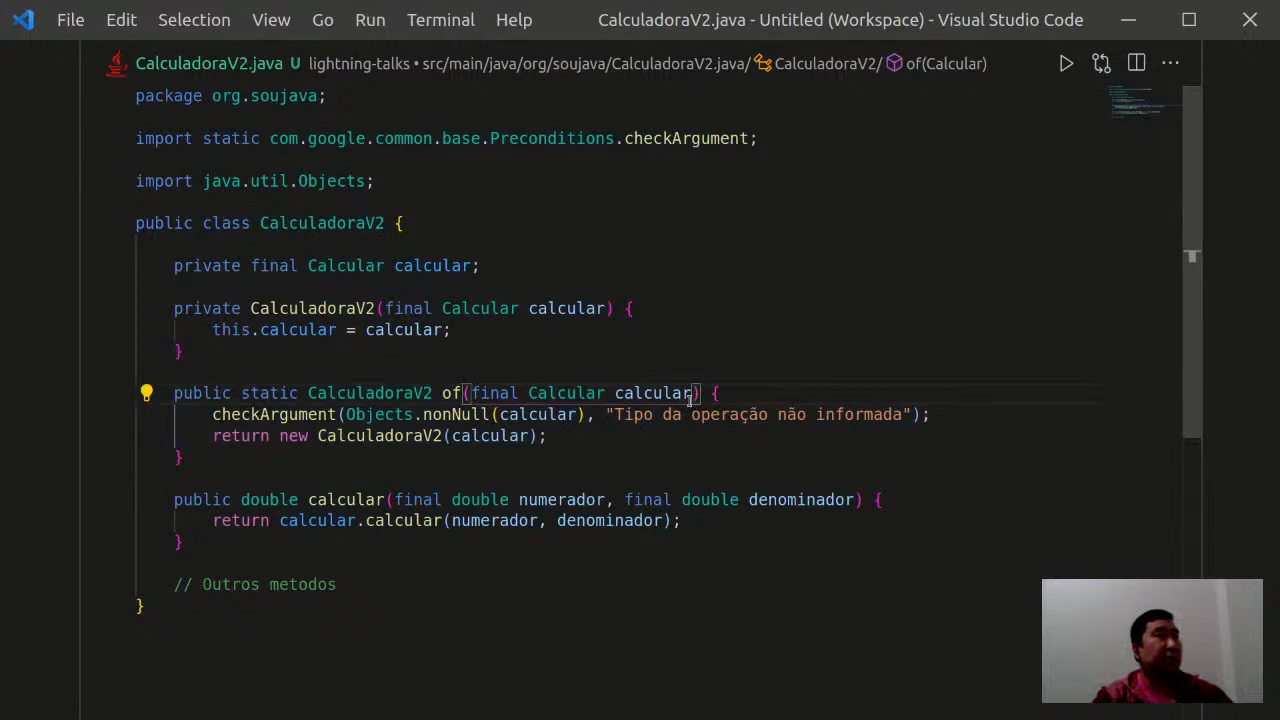 File Edit Selection View Go Run Terminal Help CalculadoraV2.java - Untitled (Workspace) - Visual Studio Code
CalculadoraV2.java U lightning-talks • src/main/java/org/soujava/CalculadoraV2.java/ CalculadoraV2/ of(Calcular)
package org.soujava;
import static com.google.common.base.Preconditions.checkArgument;
import java.util.Objects;
public class CalculadoraV2 {
private final Calcular calcular;
private CalculadoraV2(final Calcular calcular) {
this.calcular = calcular;
}
public static CalculadoraV2 of(final Calcular calcular) {
checkArgument(Objects.nonNull(calcular), "Tipo da operação não informada");
return new CalculadoraV2(calcular);
}
public double calcular(final double numerador, final double denominador) {
return calcular.calcular(numerador, denominador);
}
// Outros metodos
}